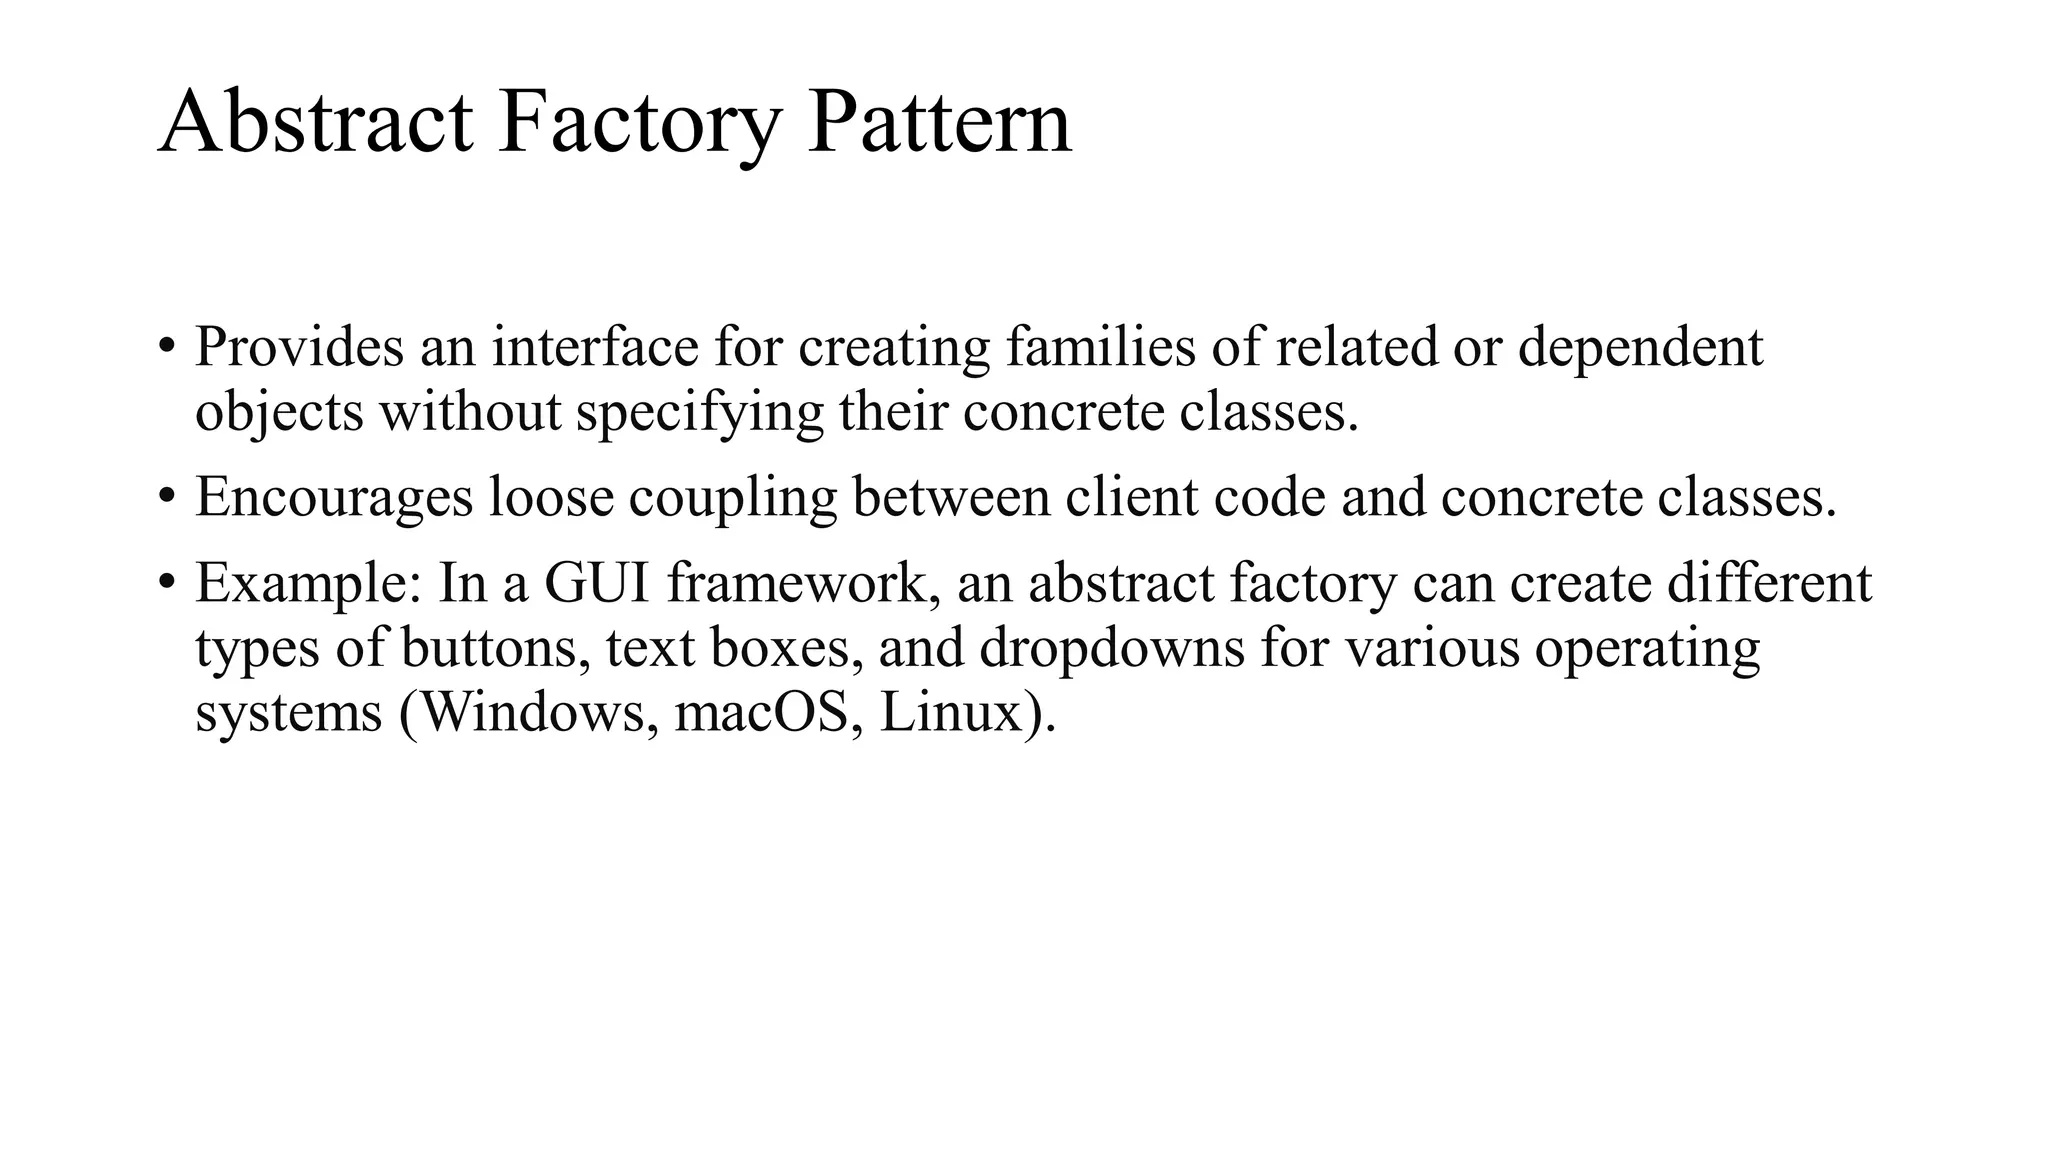 Abstract Factory Pattern
• Provides an interface for creating families of related or dependent
objects without specifying their concrete classes.
• Encourages loose coupling between client code and concrete classes.
• Example: In a GUI framework, an abstract factory can create different
types of buttons, text boxes, and dropdowns for various operating
systems (Windows, macOS, Linux).